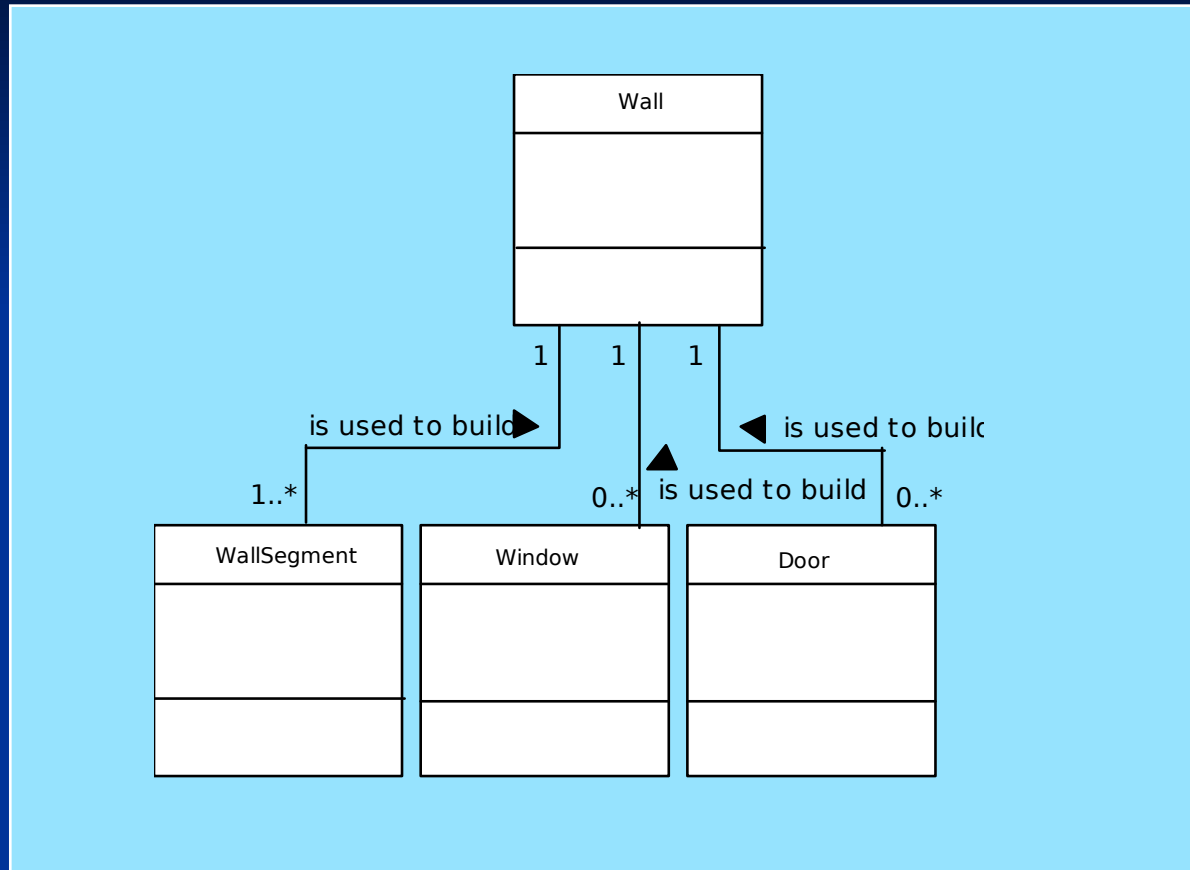 Wall
1 1 1
is used to build
is used to build
is used to build
1..*
0..*
0..*
WallSegment
Window
Door